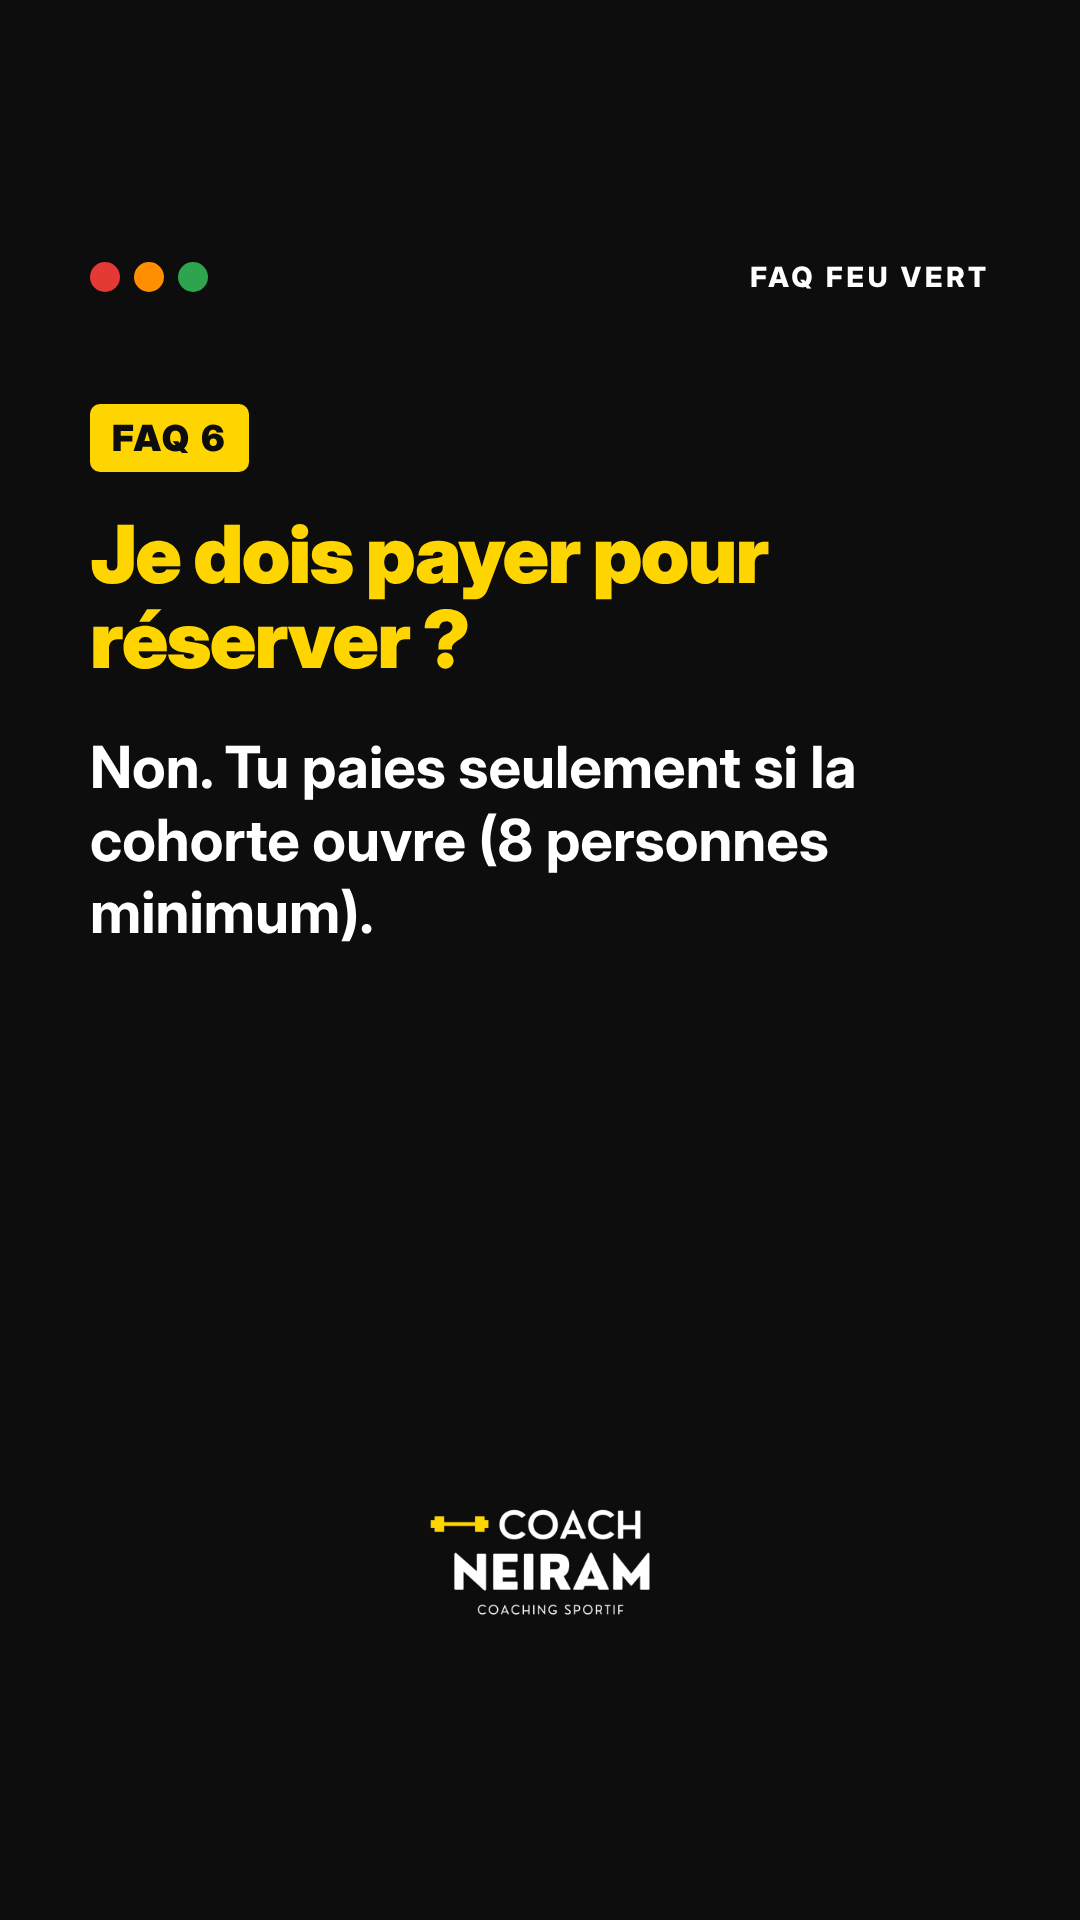 FAQ FEU VERT
FAQ 6
Je dois payer pour
réserver ?
Non. Tu paies seulement si la
cohorte ouvre (8 personnes
minimum).
COACH
NEIRAM
COACHING SPORTIF